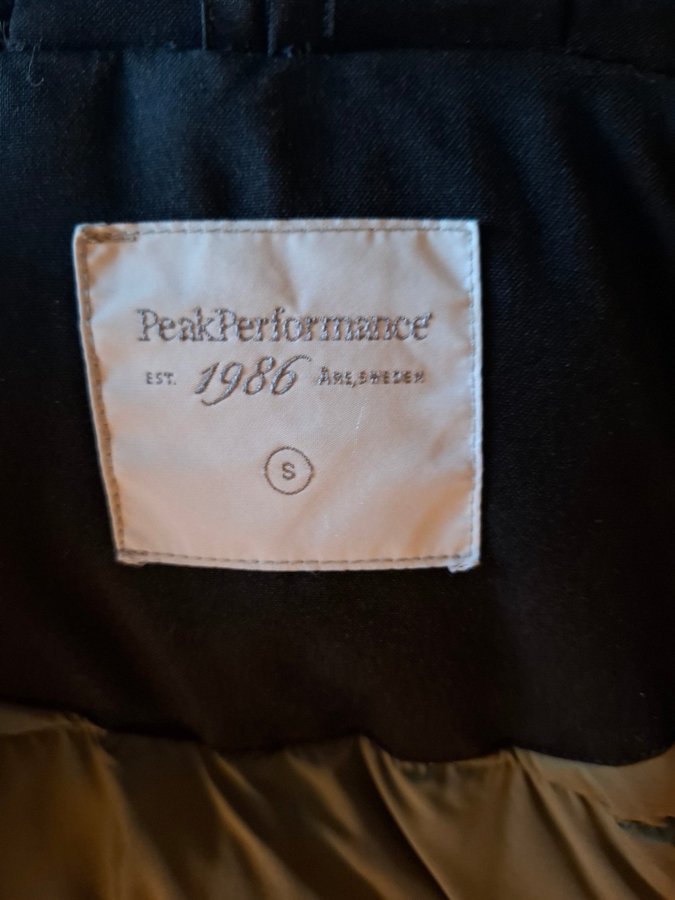 PeakPerformance
EST. 1986 ÅRE, SWEDEN
S